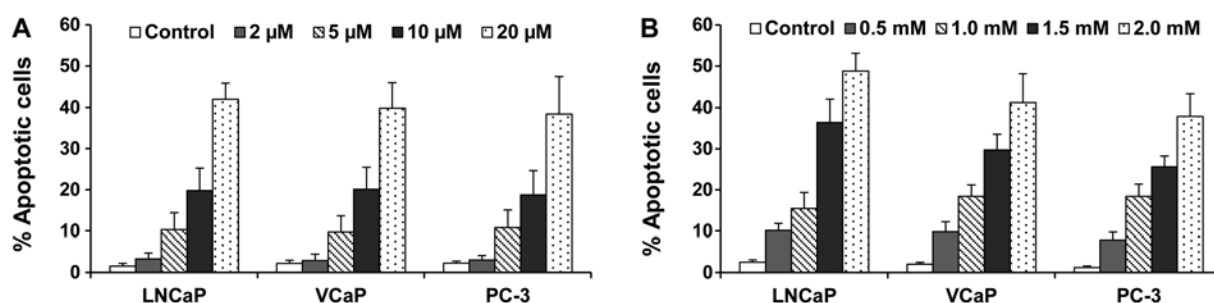 A
% Apoptotic cells
60
50
40
30
20
10
0
Control 2 µM 5 µM 10 µM 20 µM
LNCaP VCaP PC-3
B
% Apoptotic cells
60
50
40
30
20
10
0
Control 0.5 mM 1.0 mM 1.5 mM 2.0 mM
LNCaP VCaP PC-3